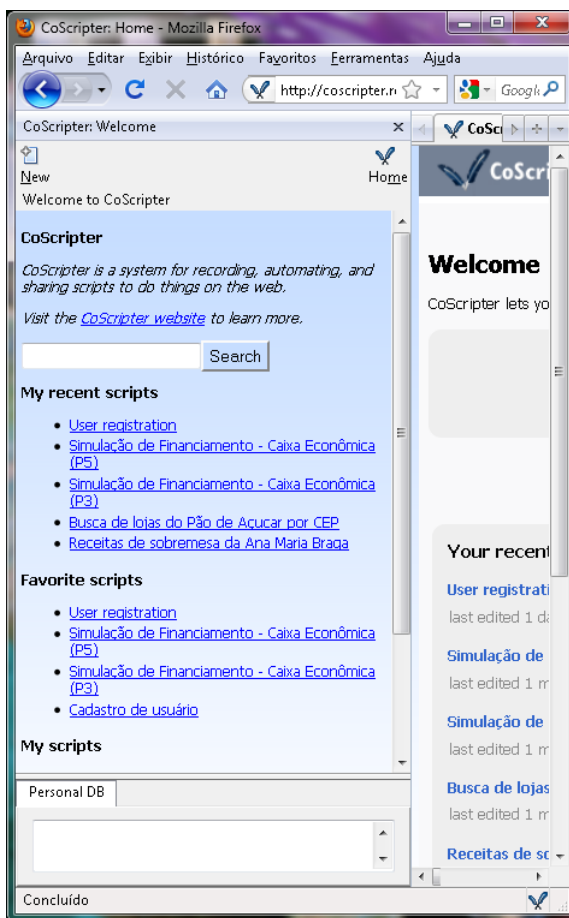 CoScripter: Home - Mozilla Firefox
Arquivo Editar Exibir Histórico Favoritos Ferramentas Ajuda
http://coscripter.r
Googl
CoScripter: Welcome
CoSc
New
Home
CoScri
Welcome to CoScripter
CoScripter
CoScripter is a system for recording, automating, and
sharing scripts to do things on the web.
Visit the CoScripter website to learn more.
Search
My recent scripts
User registration
Simulação de Financiamento - Caixa Econômica
(P5)
Simulação de Financiamento - Caixa Econômica
(P3)
Busca de lojas do Pão de Açucar por CEP
Receitas de sobremesa da Ana Maria Braga
Favorite scripts
User registration
Simulação de Financiamento - Caixa Econômica
(P5)
Simulação de Financiamento - Caixa Econômica
(P3)
Cadastro de usuário
My scripts
Personal DB
Concluído
Welcome
CoScripter lets yo
Your recent
User registrati
last edited 1 da
Simulação de
last edited 1 m
Simulação de
last edited 1 m
Busca de lojas
last edited 1 m
Receitas de so